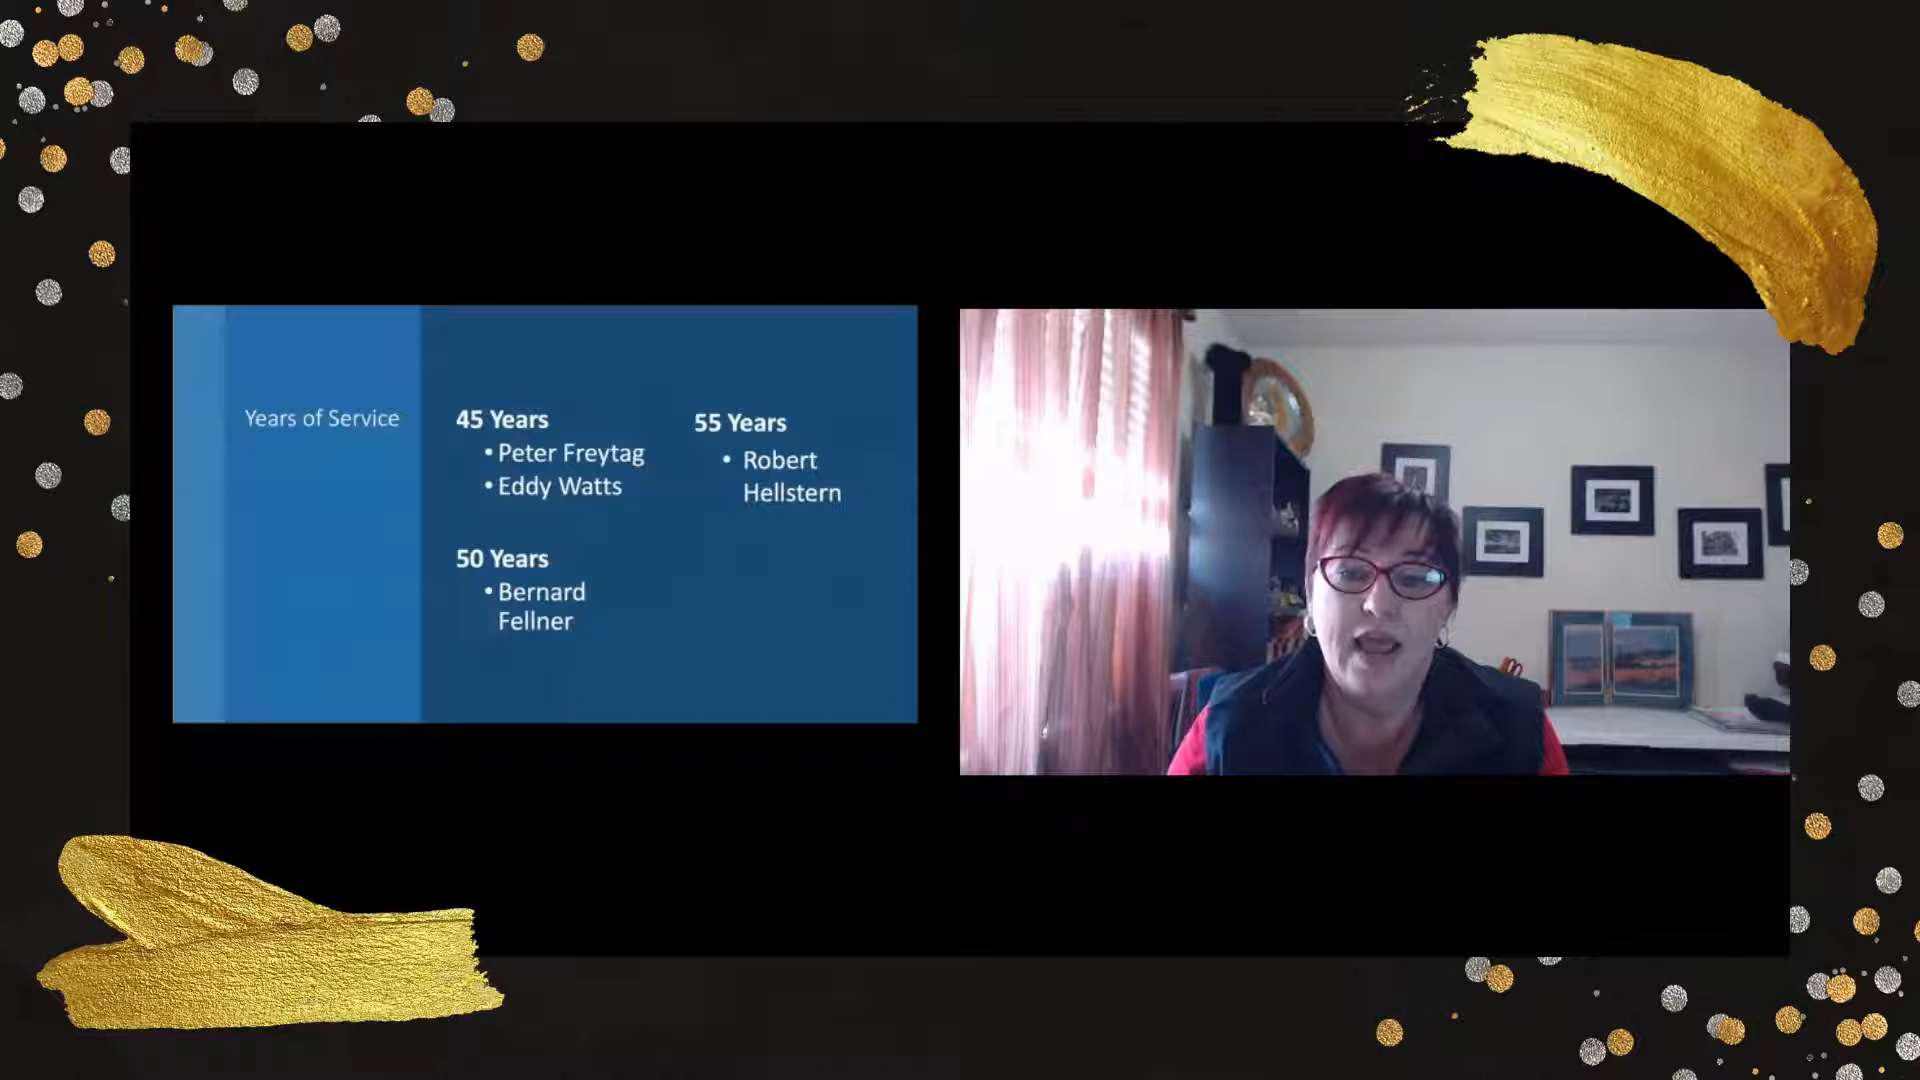 Years of Service
45 Years
• Peter Freytag
• Eddy Watts
50 Years
• Bernard
Fellner
55 Years
• Robert
Hellstern